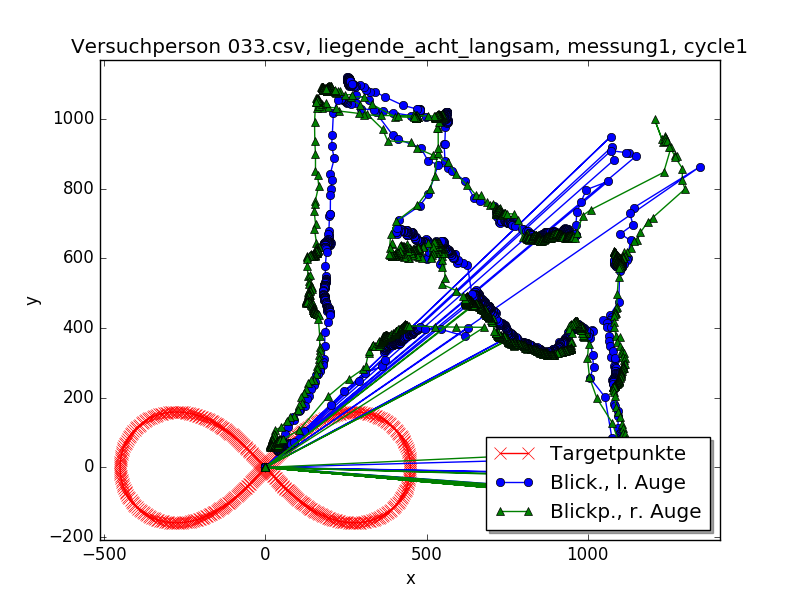 Versuchperson 033.csv, liegende_acht_langsam, messung1, cycle1
1000
800
600
400
200
0
−200
y
−500
0
500
1000
x
Targetpunkte
Blick., l. Auge
Blickp., r. Auge